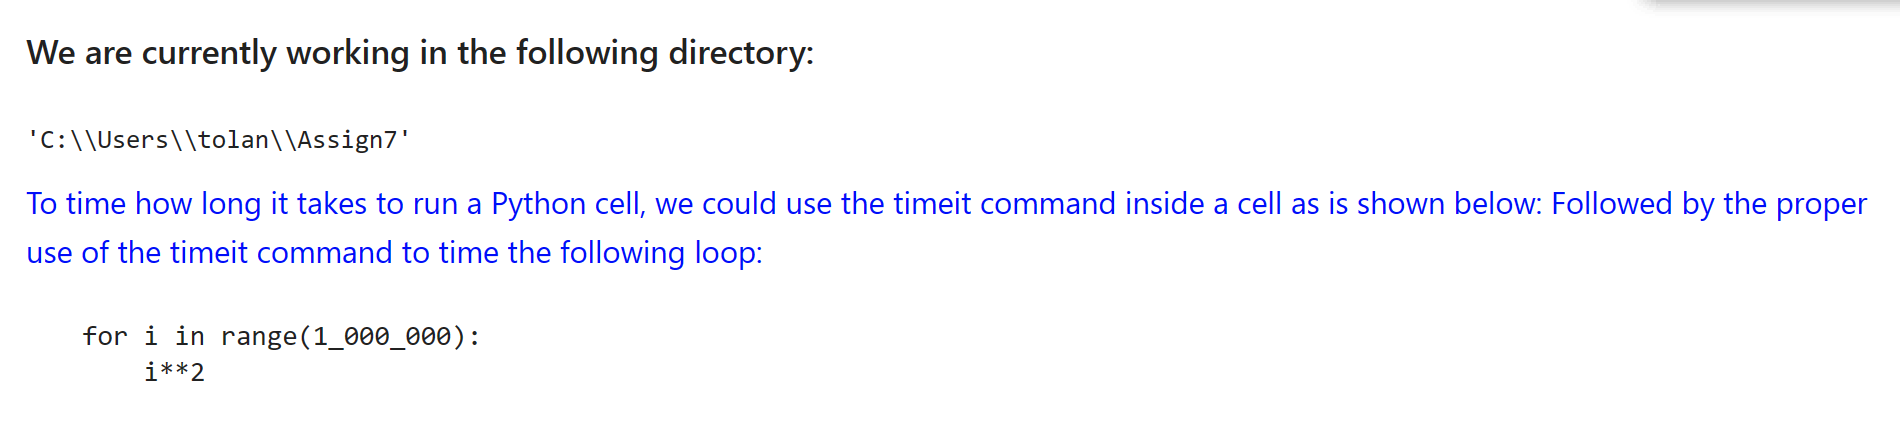 We are currently working in the following directory:
'C:\\Users\\tolan\\Assign7'
To time how long it takes to run a Python cell, we could use the timeit command inside a cell as is shown below: Followed by the proper
use of the timeit command to time the following loop:
for i in range(1_000_000):
    i**2